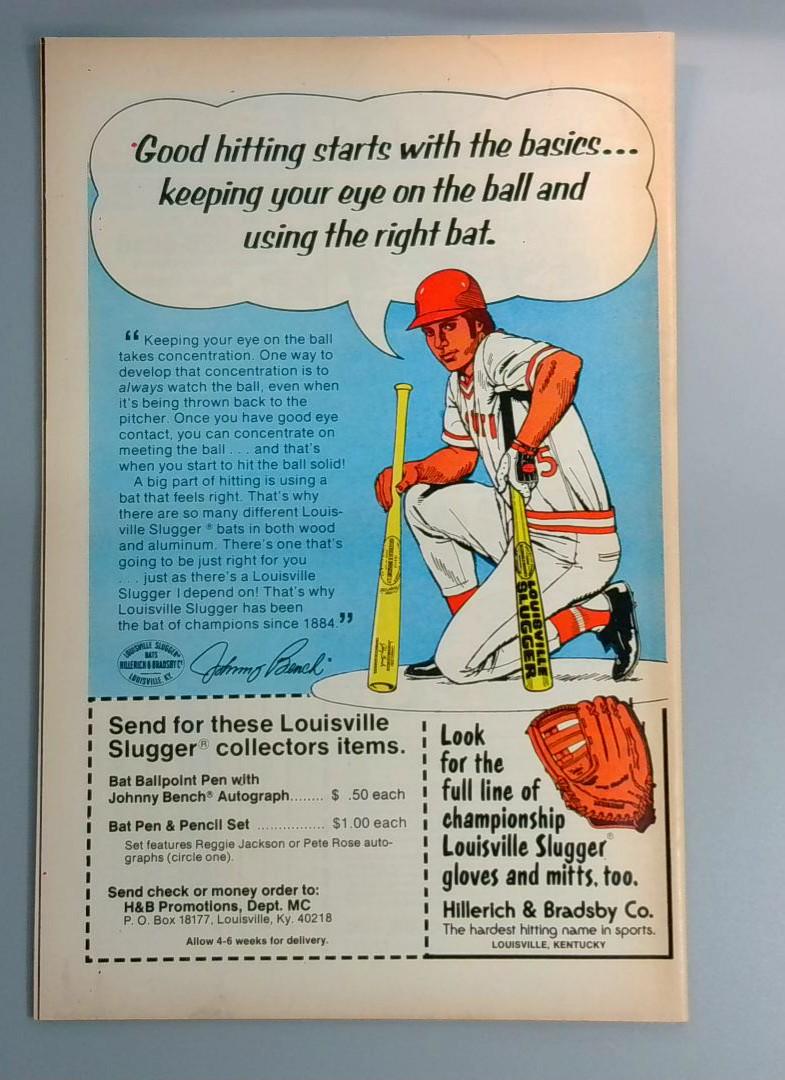 Good hitting starts with the basics...
keeping your eye on the ball and
using the right bat.
“ Keeping your eye on the ball
takes concentration. One way to
develop that concentration is to
always watch the ball, even when
it's being thrown back to the
pitcher. Once you have good eye
contact, you can concentrate on
meeting the ball . . . and that's
when you start to hit the ball solid!
A big part of hitting is using a
bat that feels right. That's why
there are so many different Louis-
ville Slugger® bats in both wood
and aluminum. There's one that's
going to be just right for you
. . . just as there's a Louisville
Slugger I depend on! That's why
Louisville Slugger has been
the bat of champions since 1884.”
5
LOUISVILLE
SLUGGER
LOUISVILLE SLUGGER
BATS
HILLERICH & BRADSBY Co
LOUISVILLE, KY.
Johnny Bench
Send for these Louisville
Slugger® collectors items.
Bat Ballpoint Pen with
Johnny Bench® Autograph........ $ .50 each
Bat Pen & Pencil Set ................ $1.00 each
Set features Reggie Jackson or Pete Rose auto-
graphs (circle one).
Send check or money order to:
H&B Promotions, Dept. MC
P. O. Box 18177, Louisville, Ky. 40218
Allow 4-6 weeks for delivery.
Look
for the
full line of
championship
Louisville Slugger®
gloves and mitts, too.
Hillerich & Bradsby Co.
The hardest hitting name in sports.
LOUISVILLE, KENTUCKY